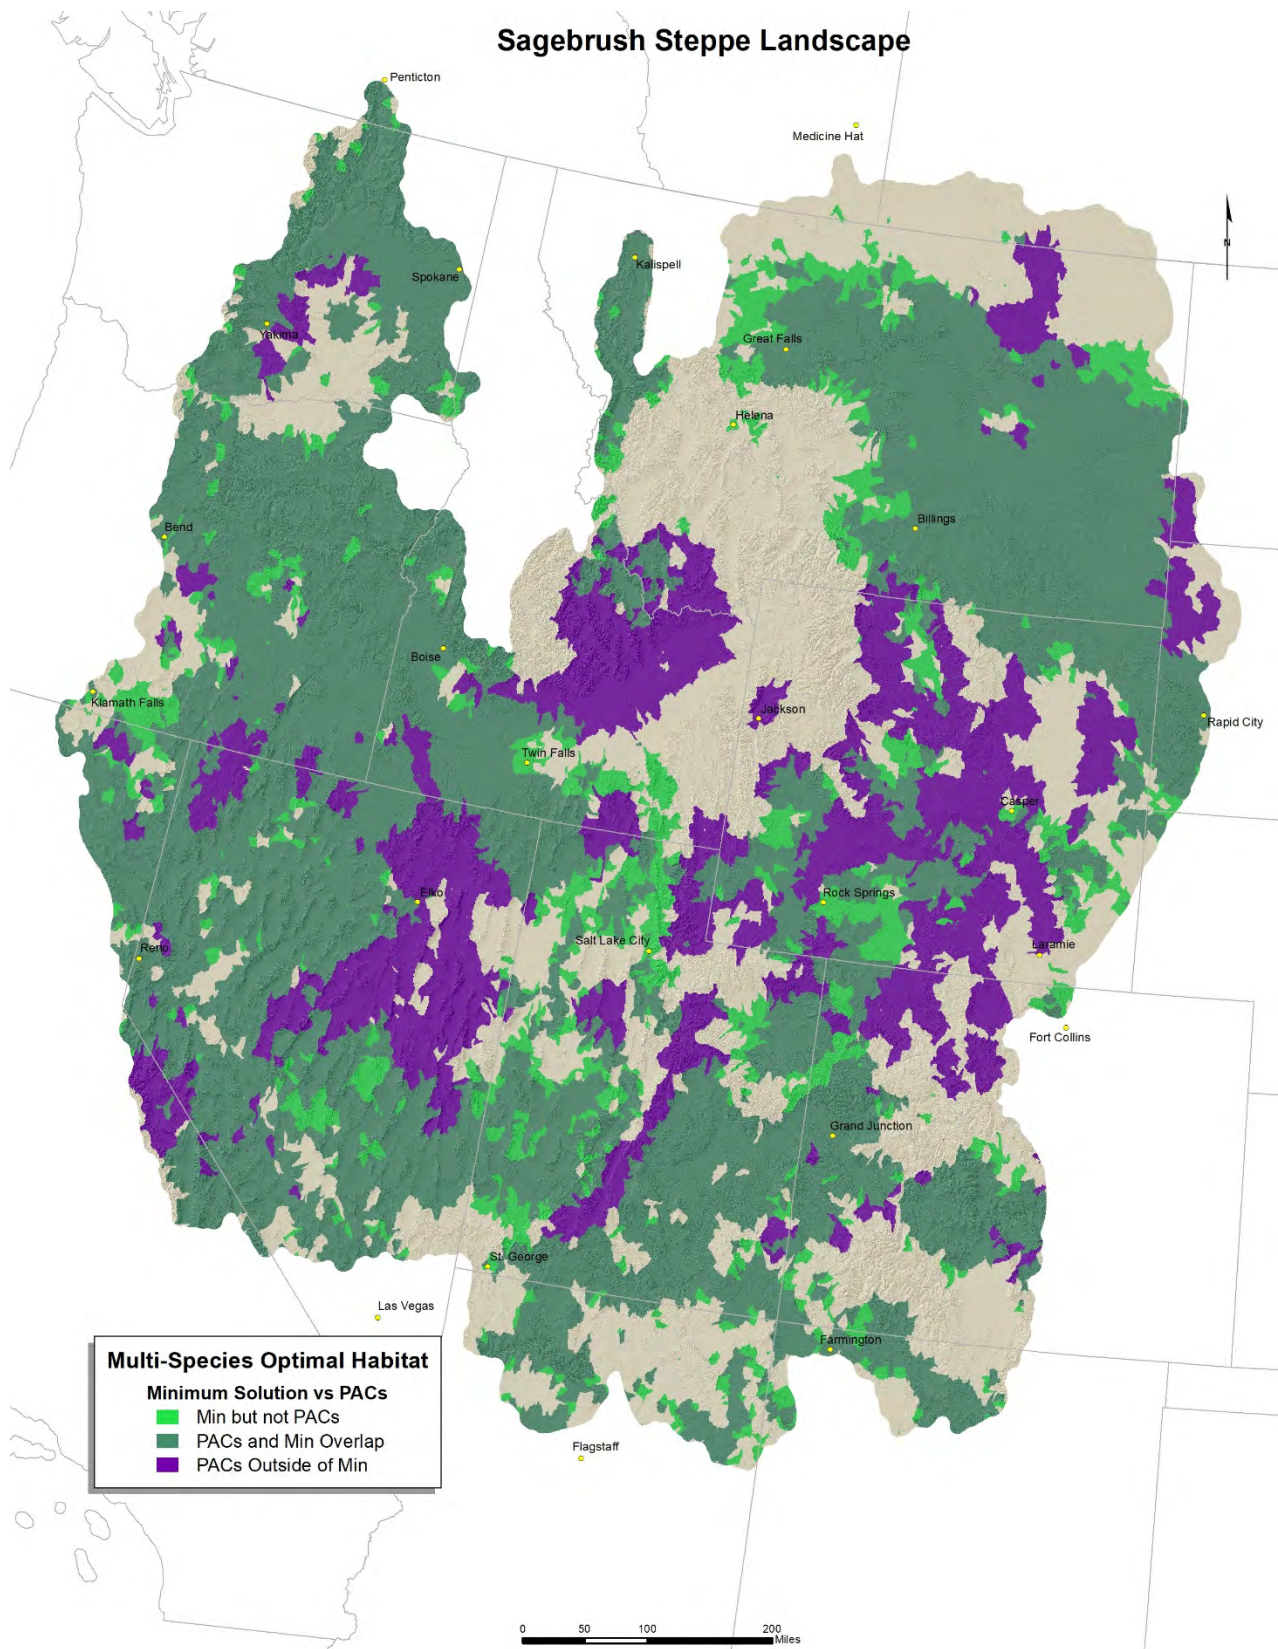 Sagebrush Steppe Landscape
Penticton
Medicine Hat
N
Spokane
Kalispell
Yakima
Great Falls
Helena
Bend
Billings
Boise
Klamath Falls
Jackson
Rapid City
Twin Falls
Casper
Elko
Rock Springs
Reno
Salt Lake City
Laramie
Fort Collins
Grand Junction
St. George
Las Vegas
Farmington
Flagstaff
Multi-Species Optimal Habitat
Minimum Solution vs PACs
Min but not PACs
PACs and Min Overlap
PACs Outside of Min
0 50 100 200
Miles